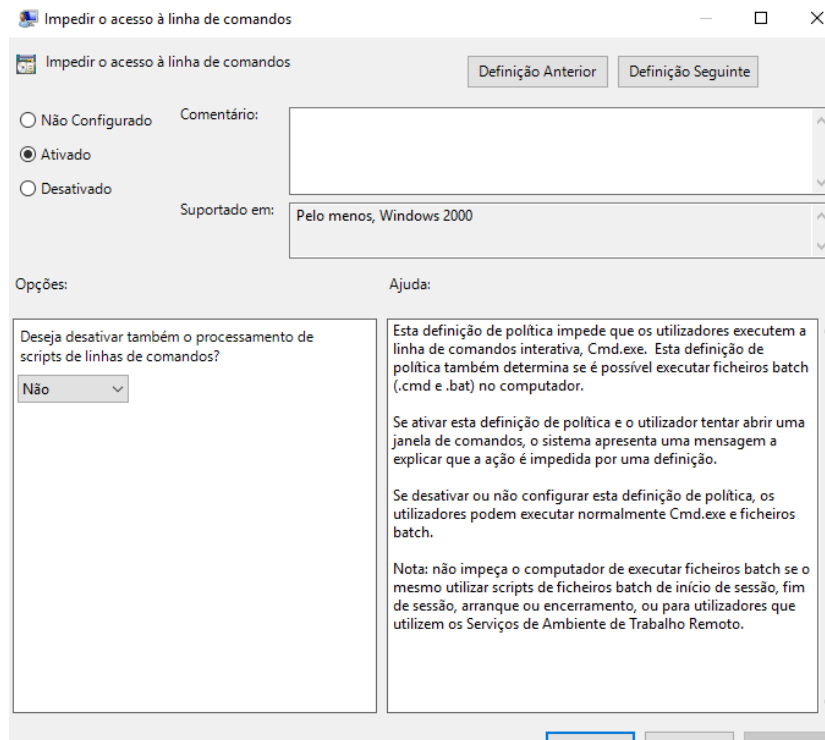 Impedir o acesso à linha de comandos
Impedir o acesso à linha de comandos
Definição Anterior
Definição Seguinte
Não Configurado
Comentário:
Ativado
Desativado
Suportado em:
Pelo menos, Windows 2000
Opções:
Ajuda:
Deseja desativar também o processamento de
scripts de linhas de comandos?
Não
Esta definição de política impede que os utilizadores executem a
linha de comandos interativa, Cmd.exe.  Esta definição de
política também determina se é possível executar ficheiros batch
(.cmd e .bat) no computador.
Se ativar esta definição de política e o utilizador tentar abrir uma
janela de comandos, o sistema apresenta uma mensagem a
explicar que a ação é impedida por uma definição.
Se desativar ou não configurar esta definição de política, os
utilizadores podem executar normalmente Cmd.exe e ficheiros
batch.
Nota: não impeça o computador de executar ficheiros batch se o
mesmo utilizar scripts de ficheiros batch de início de sessão, fim
de sessão, arranque ou encerramento, ou para utilizadores que
utilizem os Serviços de Ambiente de Trabalho Remoto.